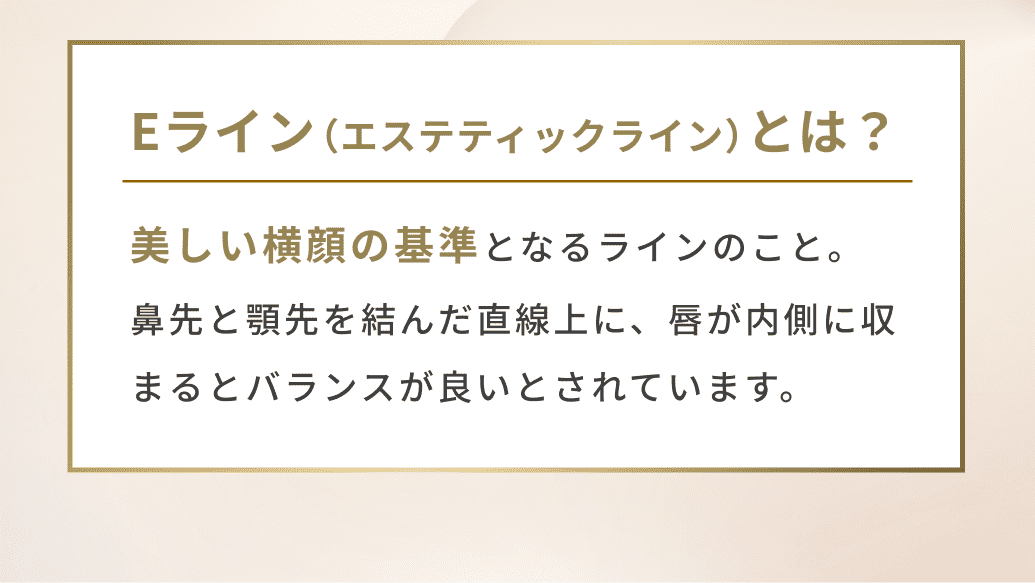 Eライン（エステティックライン）とは？
美しい横顔の基準となるラインのこと。
鼻先と顎先を結んだ直線上に、唇が内側に収
まるとバランスが良いとされています。